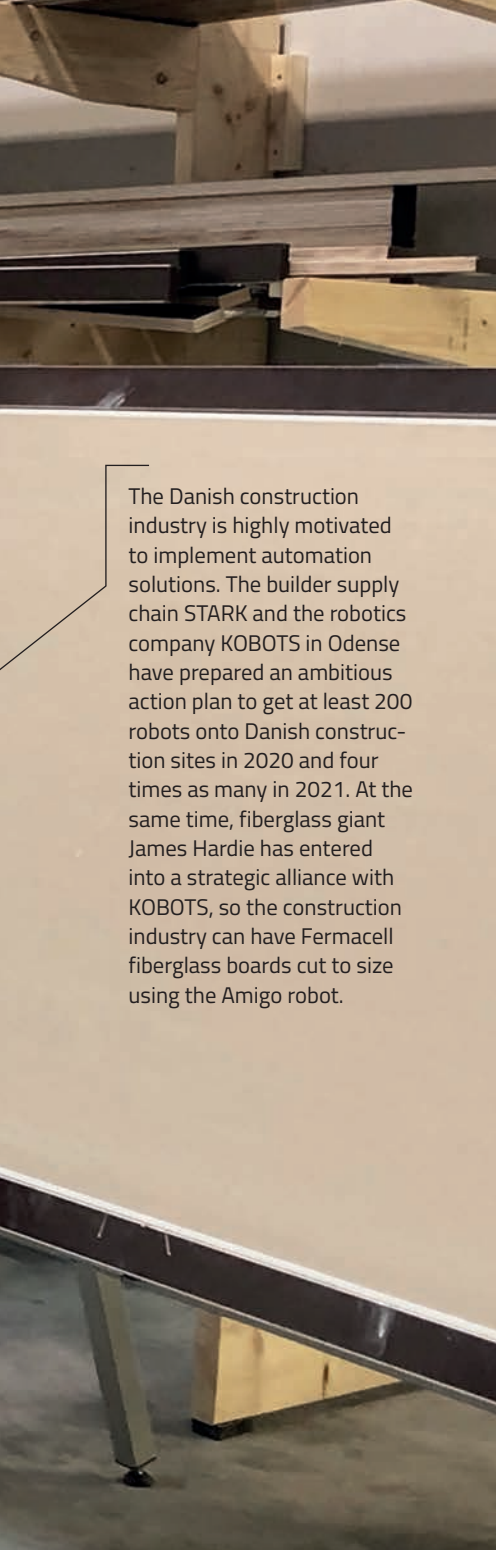 The Danish construction
industry is highly motivated
to implement automation
solutions. The builder supply
chain STARK and the robotics
company KOBOTS in Odense
have prepared an ambitious
action plan to get at least 200
robots onto Danish construc-
tion sites in 2020 and four
times as many in 2021. At the
same time, fiberglass giant
James Hardie has entered
into a strategic alliance with
KOBOTS, so the construction
industry can have Fermacell
fiberglass boards cut to size
using the Amigo robot.